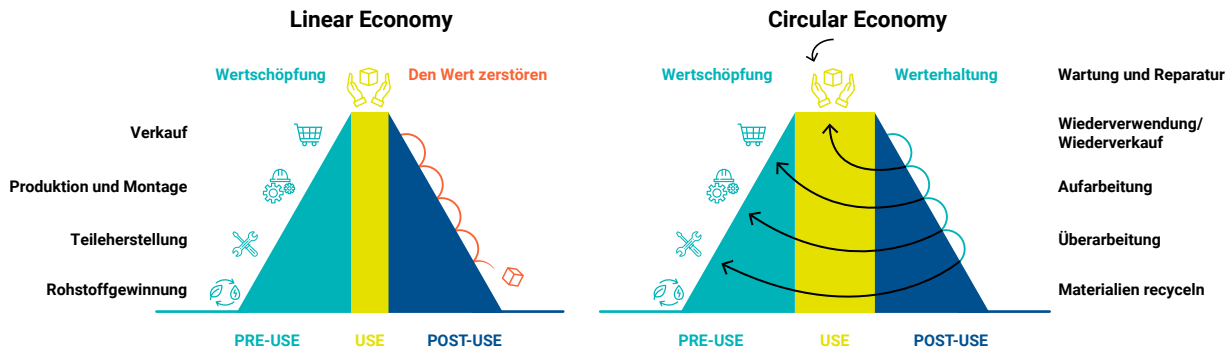 Linear Economy
Wertschöpfung
Den Wert zerstören
Verkauf
Produktion und Montage
Teileherstellung
Rohstoffgewinnung
PRE-USE
USE
POST-USE
Circular Economy
Wertschöpfung
Werterhaltung
Wartung und Reparatur
Wiederverwendung/
Wiederverkauf
Aufarbeitung
Überarbeitung
Materialien recyceln
PRE-USE
USE
POST-USE